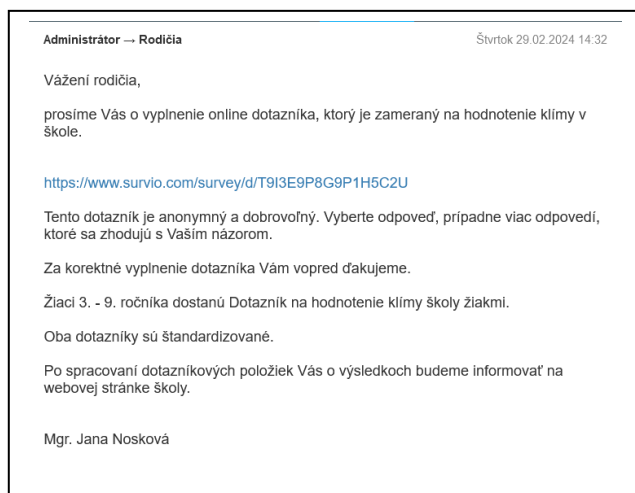 Administrátor → Rodičia
Štvrtok 29.02.2024 14:32
Vážení rodičia,
prosíme Vás o vyplnenie online dotazníka, ktorý je zameraný na hodnotenie klímy v
škole.
https://www.survio.com/survey/d/T9I3E9P8G9P1H5C2U
Tento dotazník je anonymný a dobrovoľný. Vyberte odpoveď, prípadne viac odpovedí,
ktoré sa zhodujú s Vaším názorom.
Za korektné vyplnenie dotazníka Vám vopred ďakujeme.
Žiaci 3. - 9. ročníka dostanú Dotazník na hodnotenie klímy školy žiakmi.
Oba dotazníky sú štandardizované.
Po spracovaní dotazníkových položiek Vás o výsledkoch budeme informovať na
webovej stránke školy.
Mgr. Jana Nosková